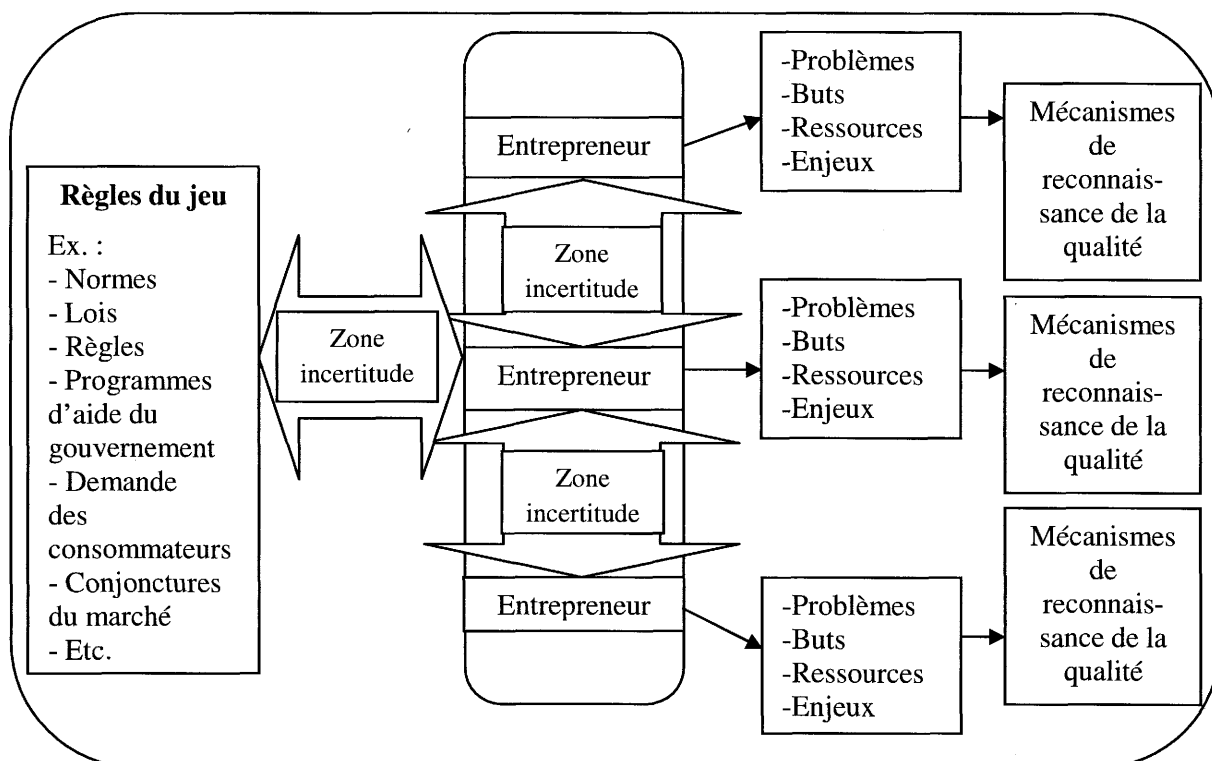 Règles du jeu
Ex. :
- Normes
- Lois
- Règles
- Programmes
d'aide du
gouvernement
- Demande
des
consommateurs
- Conjonctures
du marché
- Etc.
Zone
incertitude
Entrepreneur
Zone
incertitude
Entrepreneur
Zone
incertitude
Entrepreneur
-Problèmes
-Buts
-Ressources
-Enjeux
Mécanismes
de
reconnais-
sance de la
qualité
-Problèmes
-Buts
-Ressources
-Enjeux
Mécanismes
de
reconnais-
sance de la
qualité
-Problèmes
-Buts
-Ressources
-Enjeux
Mécanismes
de
reconnais-
sance de la
qualité